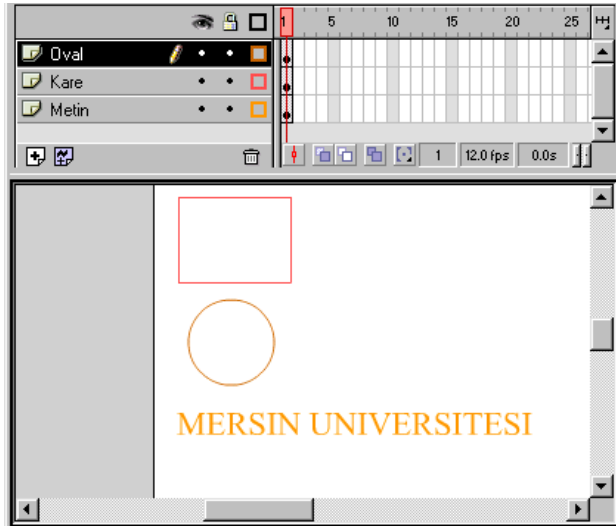 1 5 10 15 20 25
Oval
Kare
Metin
1 12.0 fps 0.0s
MERSIN UNIVERSITESI